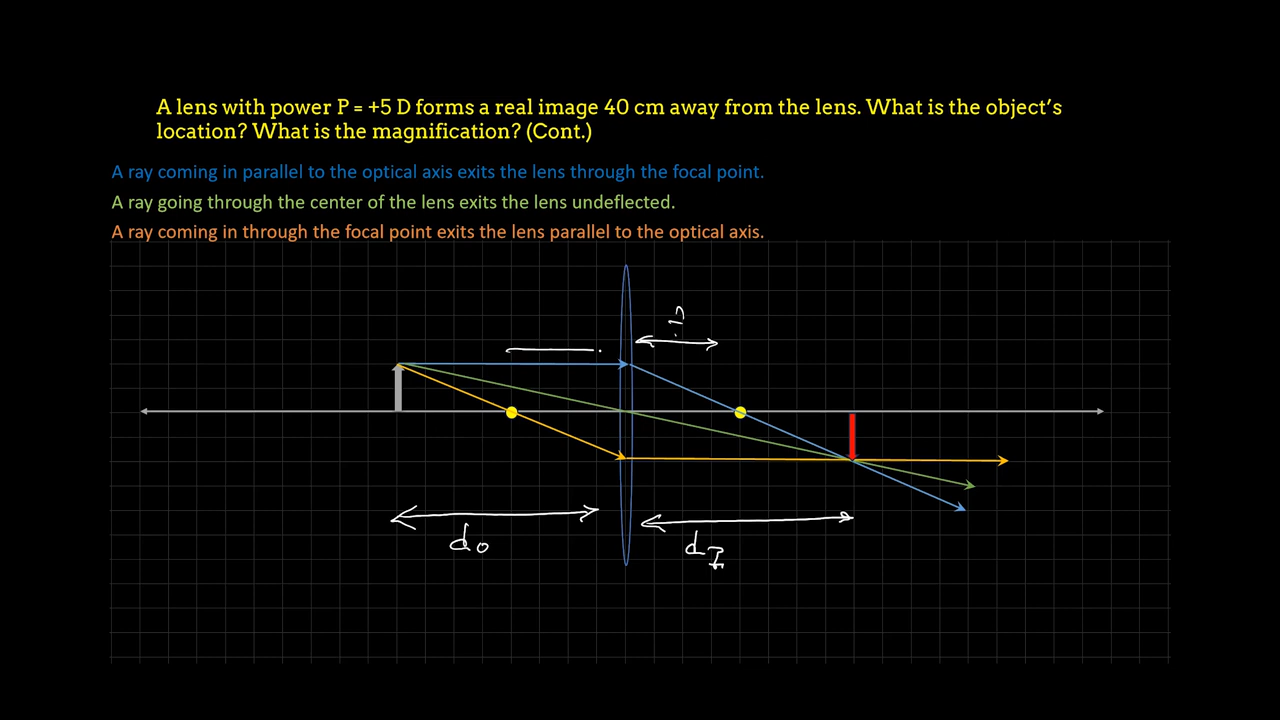 A lens with power P = +5 D forms a real image 40 cm away from the lens. What is the object's
location? What is the magnification? (Cont.)
A ray coming in parallel to the optical axis exits the lens through the focal point.
A ray going through the center of the lens exits the lens undeflected.
A ray coming in through the focal point exits the lens parallel to the optical axis.
do
dI